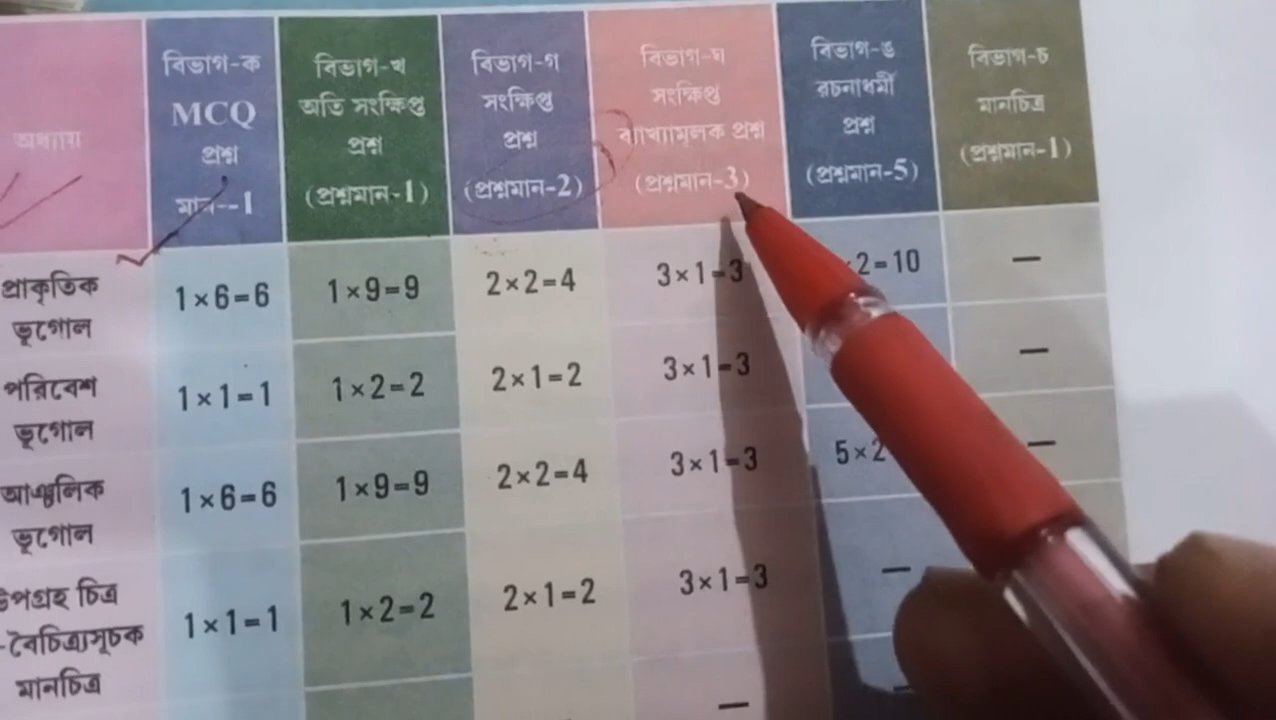 অধ্যায়
বিভাগ-ক
MCQ
প্রশ্ন
মান--1
বিভাগ-খ
অতি সংক্ষিপ্ত
প্রশ্ন
(প্রশ্নমান-1)
বিভাগ-গ
সংক্ষিপ্ত
প্রশ্ন
(প্রশ্নমান-2)
বিভাগ-ঘ
সংক্ষিপ্ত
ব্যাখ্যামূলক প্রশ্ন
(প্রশ্নমান-3)
বিভাগ-ঙ
রচনাধর্মী
প্রশ্ন
(প্রশ্নমান-5)
বিভাগ-চ
মানচিত্র
(প্রশ্নমান-1)
প্রাকৃতিক
ভূগোল
1×6=6
1×9=9
2×2=4
3×1=3
2=10
—
পরিবেশ
ভূগোল
1×1=1
1×2=2
2×1=2
3×1=3
—
আঞ্চলিক
ভূগোল
1×6=6
1×9=9
2×2=4
3×1=3
5×2
—
উপগ্রহ চিত্র
-বৈচিত্র্যসূচক
মানচিত্র
1×1=1
1×2=2
2×1=2
3×1=3
—
—